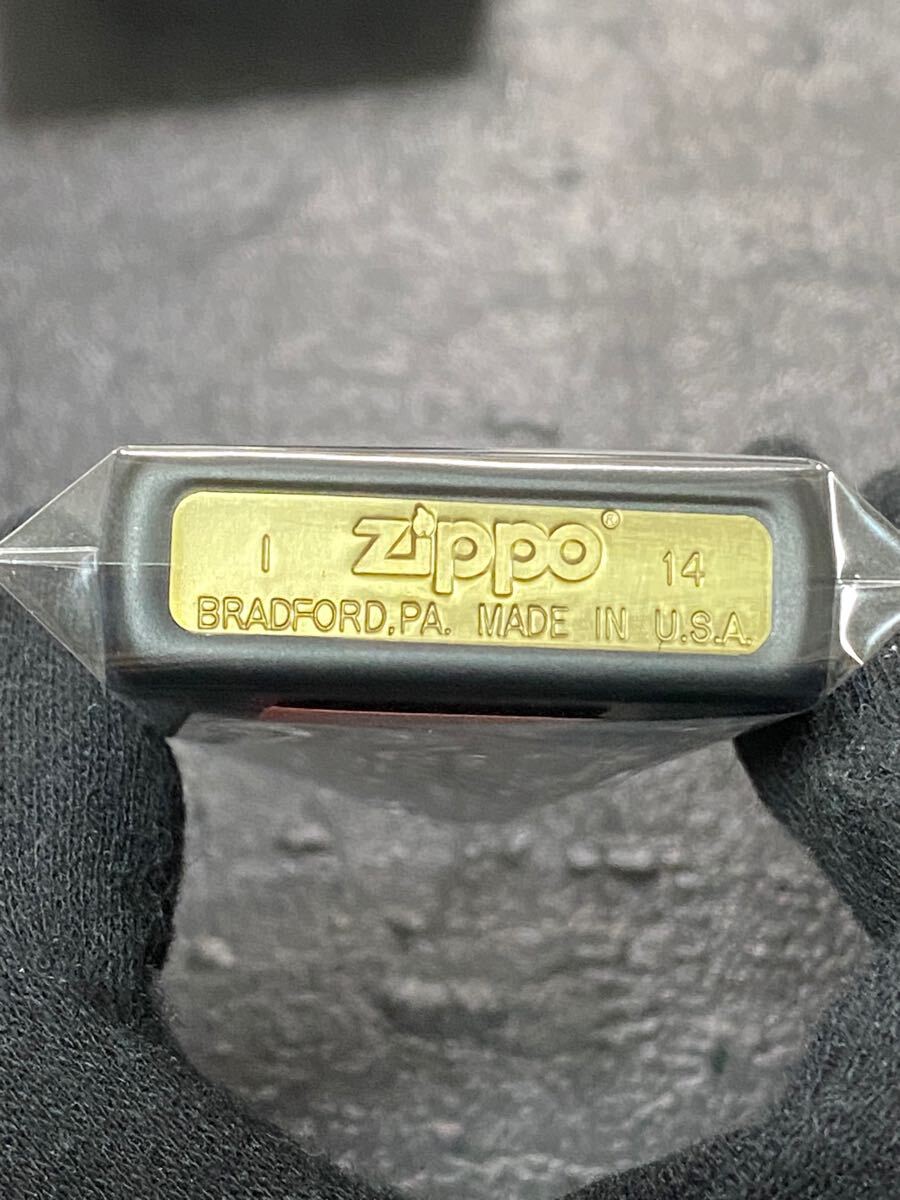 I zippo® 14
BRADFORD, PA. MADE IN U.S.A.